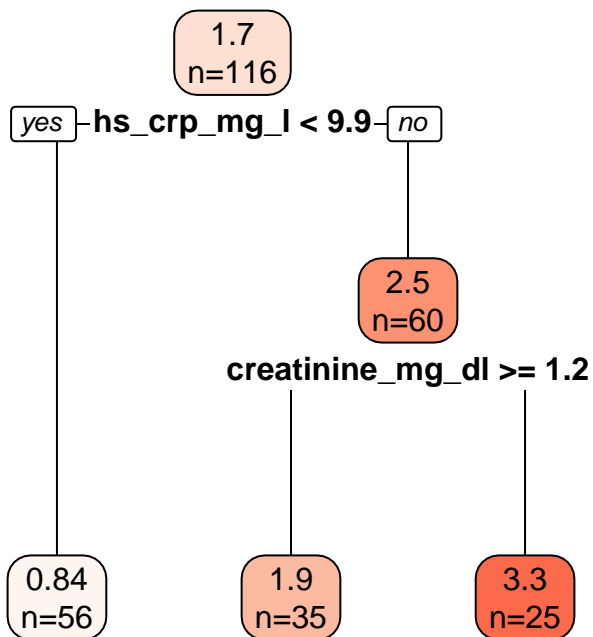 1.7
n=116
yes hs_crp_mg_l < 9.9 no
2.5
n=60
creatinine_mg_dl >= 1.2
0.84
n=56
1.9
n=35
3.3
n=25